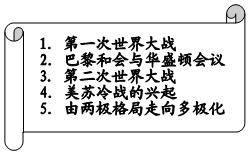 1. 第一次世界大战
2. 巴黎和会与华盛顿会议
3. 第二次世界大战
4. 美苏冷战的兴起
5. 由两极格局走向多极化